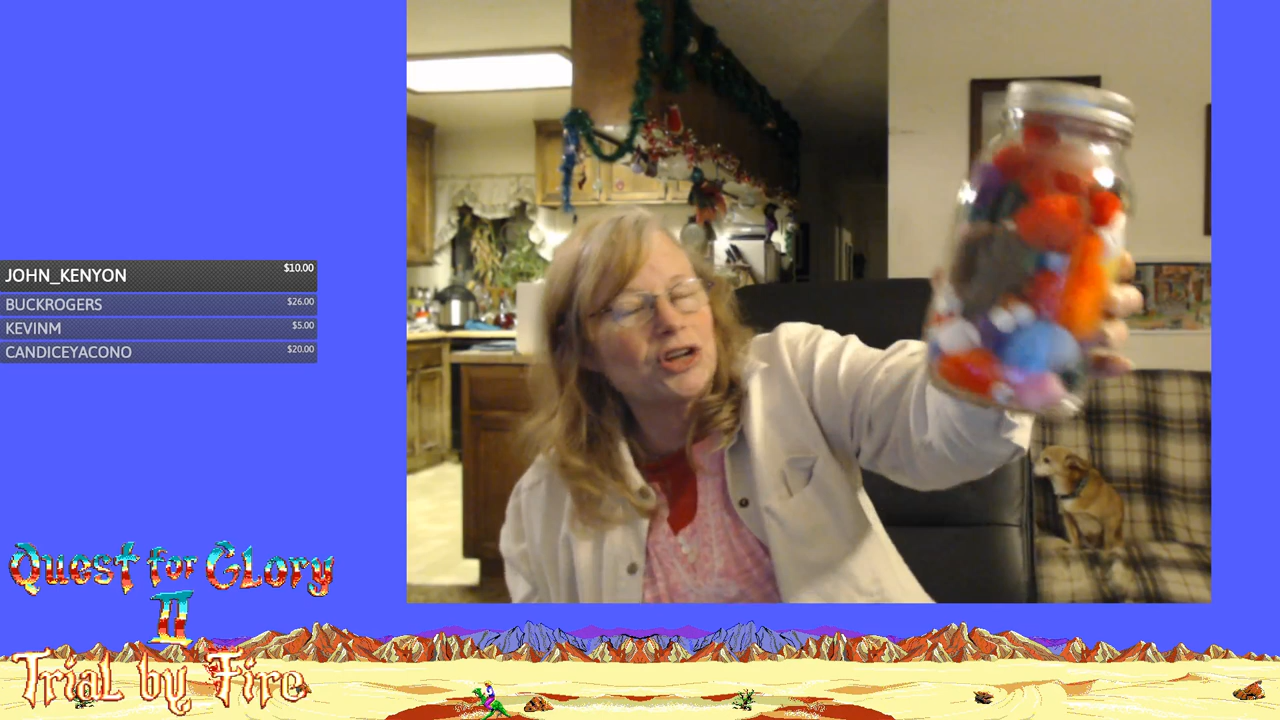 JOHN_KENYON $10.00
BUCKROGERS $26.00
KEVINM $5.00
CANDICEYACONO $20.00
Quest for Glory
II
Trial by Fire